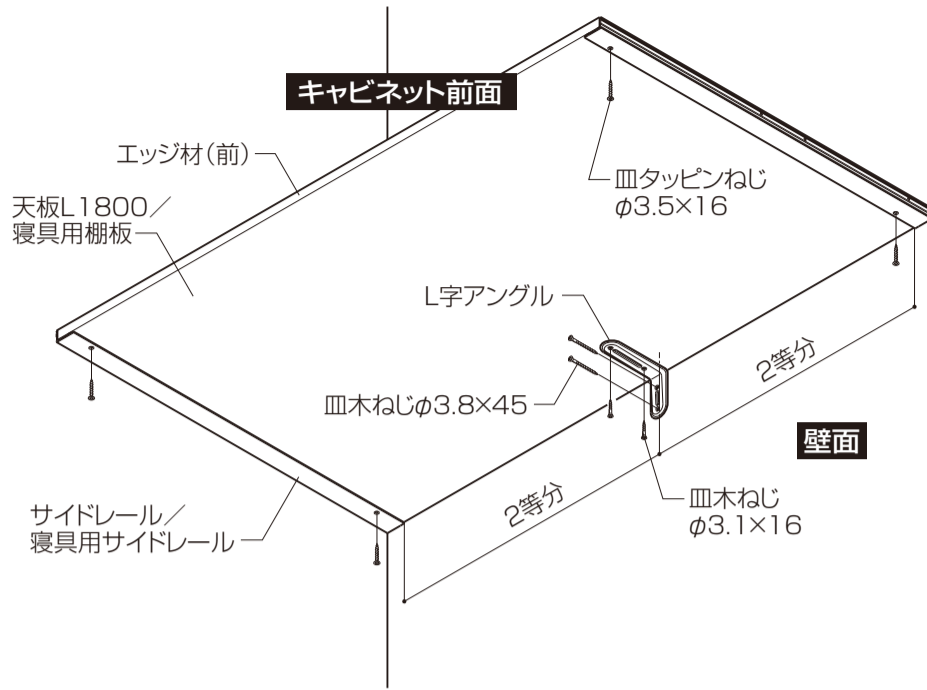 キャビネット前面
エッジ材(前)
天板L1800／
寝具用棚板
皿タッピンねじ
φ3.5×16
L字アングル
2等分
皿木ねじφ3.8×45
壁面
2等分
皿木ねじ
φ3.1×16
サイドレール／
寝具用サイドレール